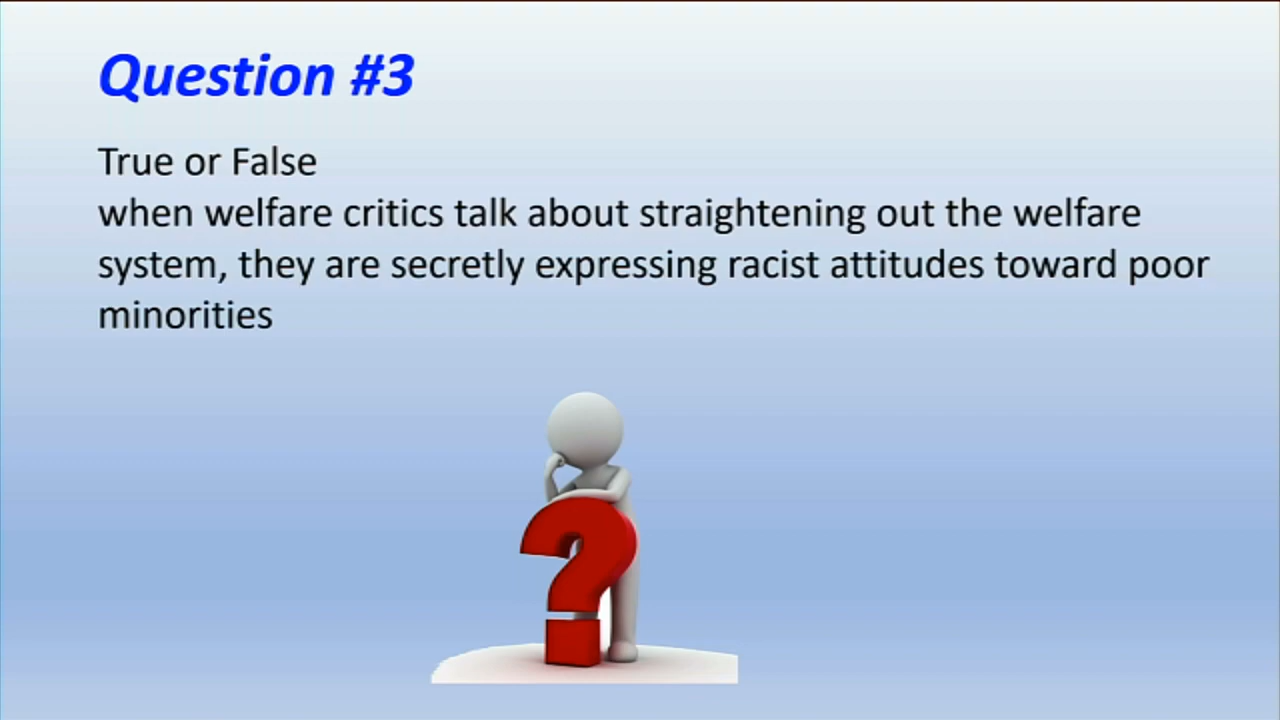 Question #3
True or False
when welfare critics talk about straightening out the welfare
system, they are secretly expressing racist attitudes toward poor
minorities
?